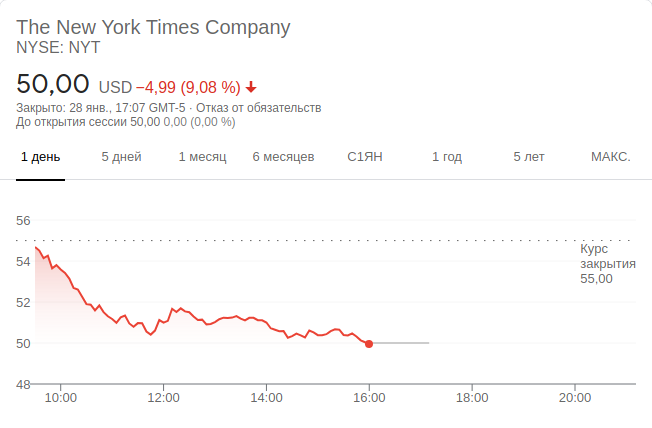 The New York Times Company
NYSE: NYT
50,00 USD −4,99 (9,08 %)
Закрыто: 28 янв., 17:07 GMT-5 · Отказ от обязательств
До открытия сессии 50,00 0,00 (0,00 %)
1 день 5 дней 1 месяц 6 месяцев С1ЯН 1 год 5 лет МАКС.
56
Курс
закрытия
55,00
54
52
50
48
10:00 12:00 14:00 16:00 18:00 20:00